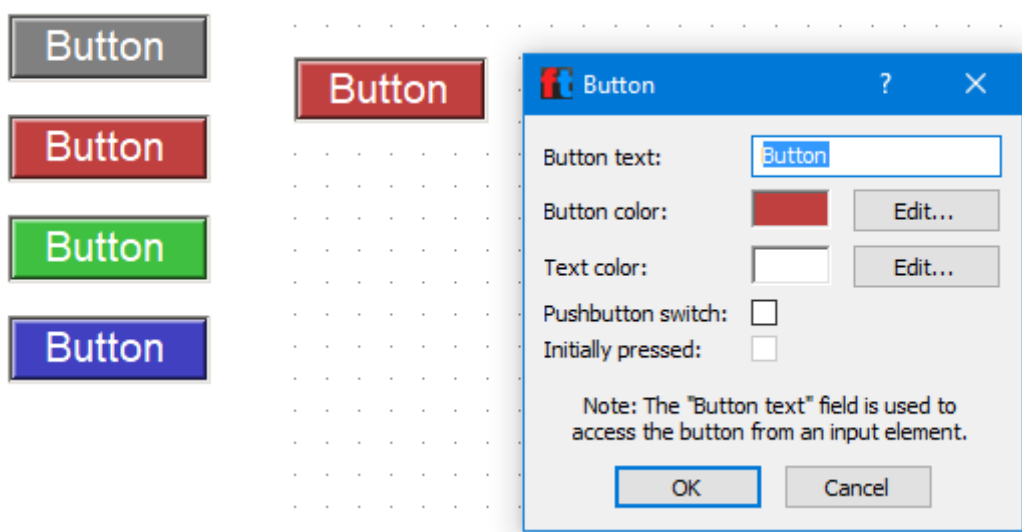 Button
Button
Button
Button
Button
ft Button ?
Button text: Button
Button color: Edit...
Text color: Edit...
Pushbutton switch:
Initially pressed:
Note: The "Button text" field is used to
access the button from an input element.
OK Cancel